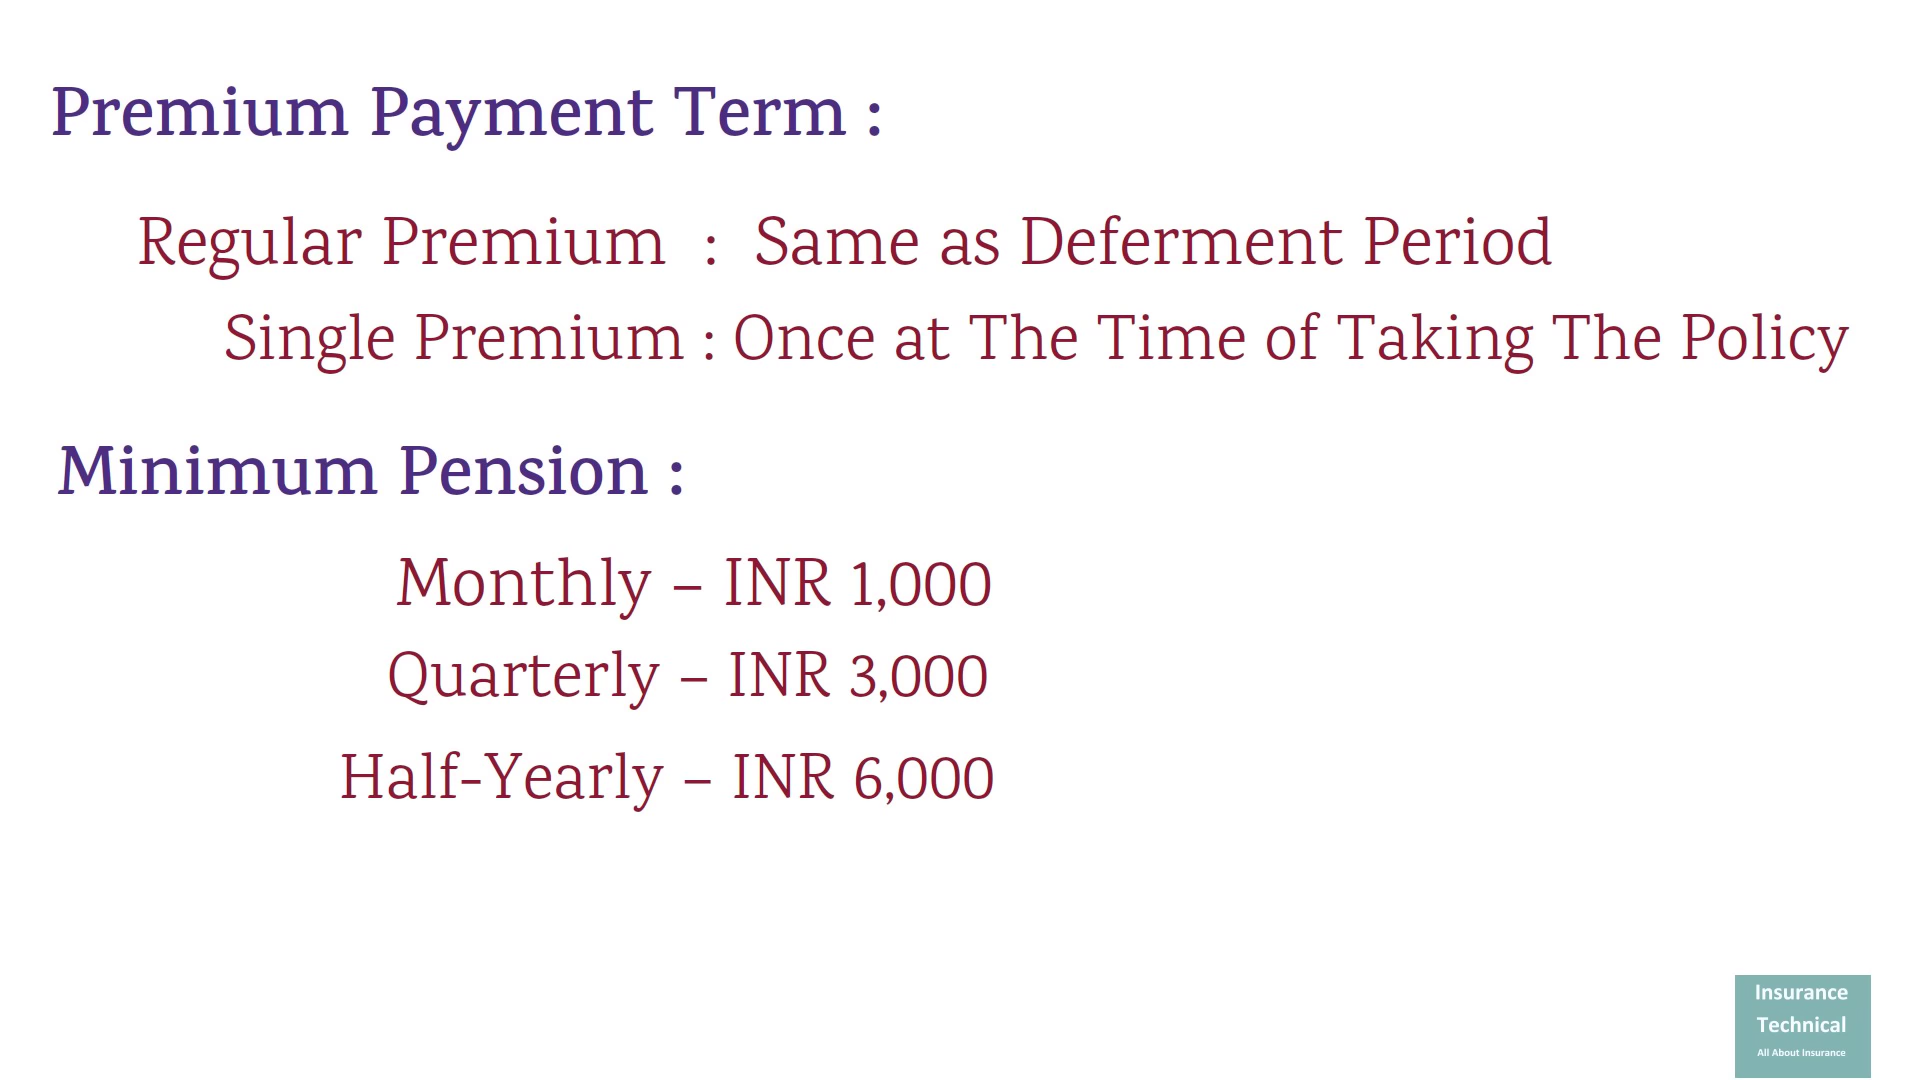 Premium Payment Term :
Regular Premium : Same as Deferment Period
Single Premium : Once at The Time of Taking The Policy
Minimum Pension :
Monthly – INR 1,000
Quarterly – INR 3,000
Half-Yearly – INR 6,000
Insurance
Technical
All About Insurance